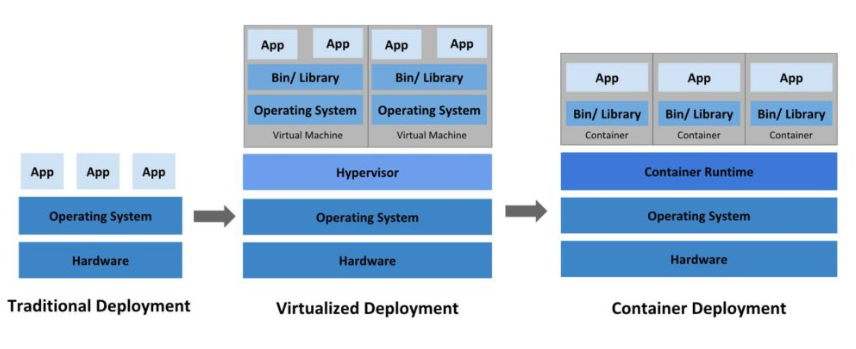 App App App
Operating System
Hardware
Traditional Deployment
App App App App
Bin/ Library Bin/ Library
Operating System Operating System
Virtual Machine Virtual Machine
Hypervisor
Operating System
Hardware
Virtualized Deployment
App App App
Bin/ Library Bin/ Library Bin/ Library
Container Container Container
Container Runtime
Operating System
Hardware
Container Deployment